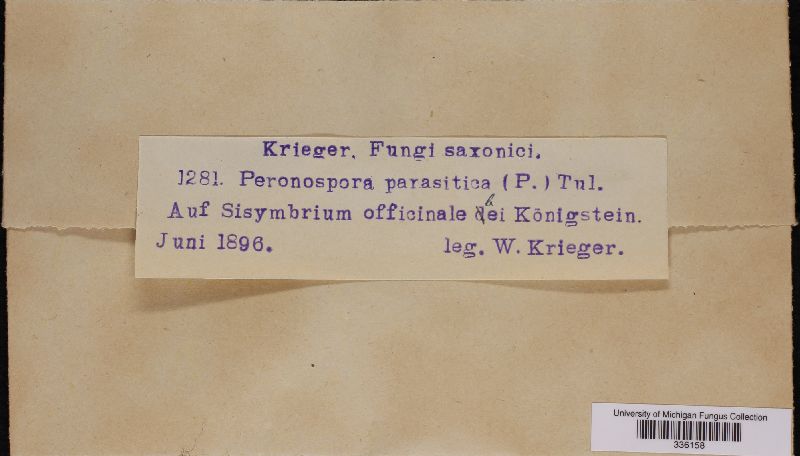 Krieger. Fungi saxonici.
1281. Peronospora parasitica (P.) Tul.
Auf Sisymbrium officinale bei Königstein.
Juni 1896. leg. W. Krieger.
University of Michigan Fungus Collection
336158